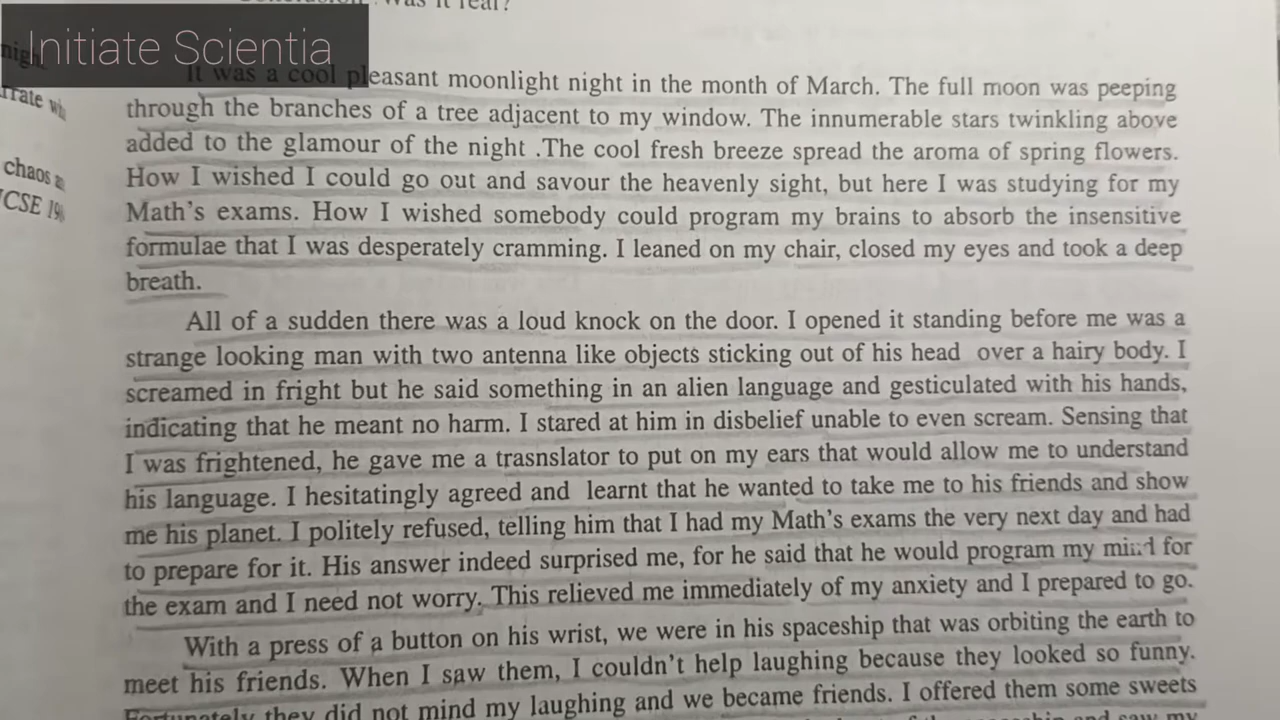 Was it real?
Initiate Scientia
It was a cool pleasant moonlight night in the month of March. The full moon was peeping
through the branches of a tree adjacent to my window. The innumerable stars twinkling above
added to the glamour of the night .The cool fresh breeze spread the aroma of spring flowers.
How I wished I could go out and savour the heavenly sight, but here I was studying for my
Math's exams. How I wished somebody could program my brains to absorb the insensitive
formulae that I was desperately cramming. I leaned on my chair, closed my eyes and took a deep
breath.
chaos
ICSE
All of a sudden there was a loud knock on the door. I opened it standing before me was a
strange looking man with two antenna like objects sticking out of his head over a hairy body. I
screamed in fright but he said something in an alien language and gesticulated with his hands,
indicating that he meant no harm. I stared at him in disbelief unable to even scream. Sensing that
I was frightened, he gave me a trasnslator to put on my ears that would allow me to understand
his language. I hesitatingly agreed and learnt that he wanted to take me to his friends and show
me his planet. I politely refused, telling him that I had my Math's exams the very next day and had
to prepare for it. His answer indeed surprised me, for he said that he would program my mind for
the exam and I need not worry. This relieved me immediately of my anxiety and I prepared to go.
With a press of a button on his wrist, we were in his spaceship that was orbiting the earth to
meet his friends. When I saw them, I couldn't help laughing because they looked so funny.
Fortunately they did not mind my laughing and we became friends. I offered them some sweets
and saw my